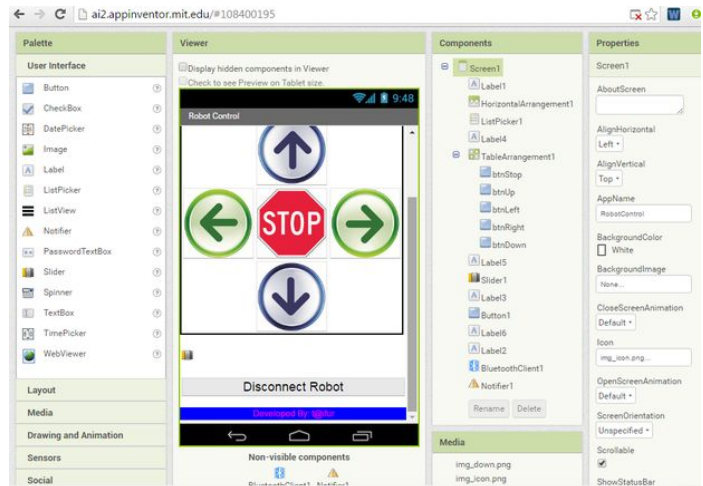 ai2.appinventor.mit.edu/#108400195
W
Palette
User Interface
Button
CheckBox
DatePicker
Image
Label
ListPicker
ListView
Notifier
PasswordTextBox
Slider
Spinner
TextBox
TimePicker
WebViewer
Layout
Media
Drawing and Animation
Sensors
Social
Viewer
Display hidden components in Viewer
Check to see Preview on Tablet size.
9:48
Robot Control
STOP
Disconnect Robot
Developed By:
Non-visible components
BluetoothClient1 Notifier1
Components
Screen1
Label1
HorizontalArrangement1
ListPicker1
Label4
TableArrangement1
btnStop
btnUp
btnLeft
btnRight
btnDown
Label5
Slider1
Label3
Button1
Label6
Label2
BluetoothClient1
Notifier1
Rename Delete
Media
img_down.png
img_icon.png
Properties
Screen1
AboutScreen
AlignHorizontal
Left
AlignVertical
Top
AppName
RobotControl
BackgroundColor
White
BackgroundImage
None...
CloseScreenAnimation
Default
Icon
img_icon.png...
OpenScreenAnimation
Default
ScreenOrientation
Unspecified
Scrollable
ShowStatusBar